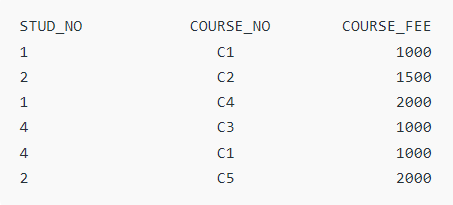 STUD_NO COURSE_NO COURSE_FEE
1 C1 1000
2 C2 1500
1 C4 2000
4 C3 1000
4 C1 1000
2 C5 2000